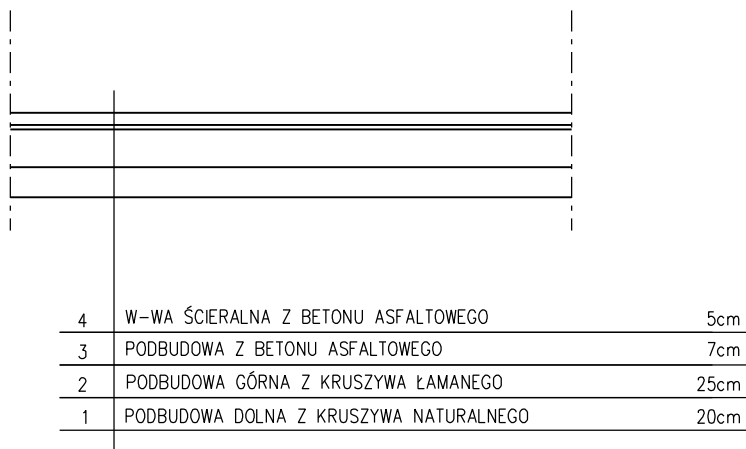 4 W-WA ŚCIERALNA Z BETONU ASFALTOWEGO 5cm
3 PODBUDOWA Z BETONU ASFALTOWEGO 7cm
2 PODBUDOWA GÓRNA Z KRUSZYWA ŁAMANEGO 25cm
1 PODBUDOWA DOLNA Z KRUSZYWA NATURALNEGO 20cm